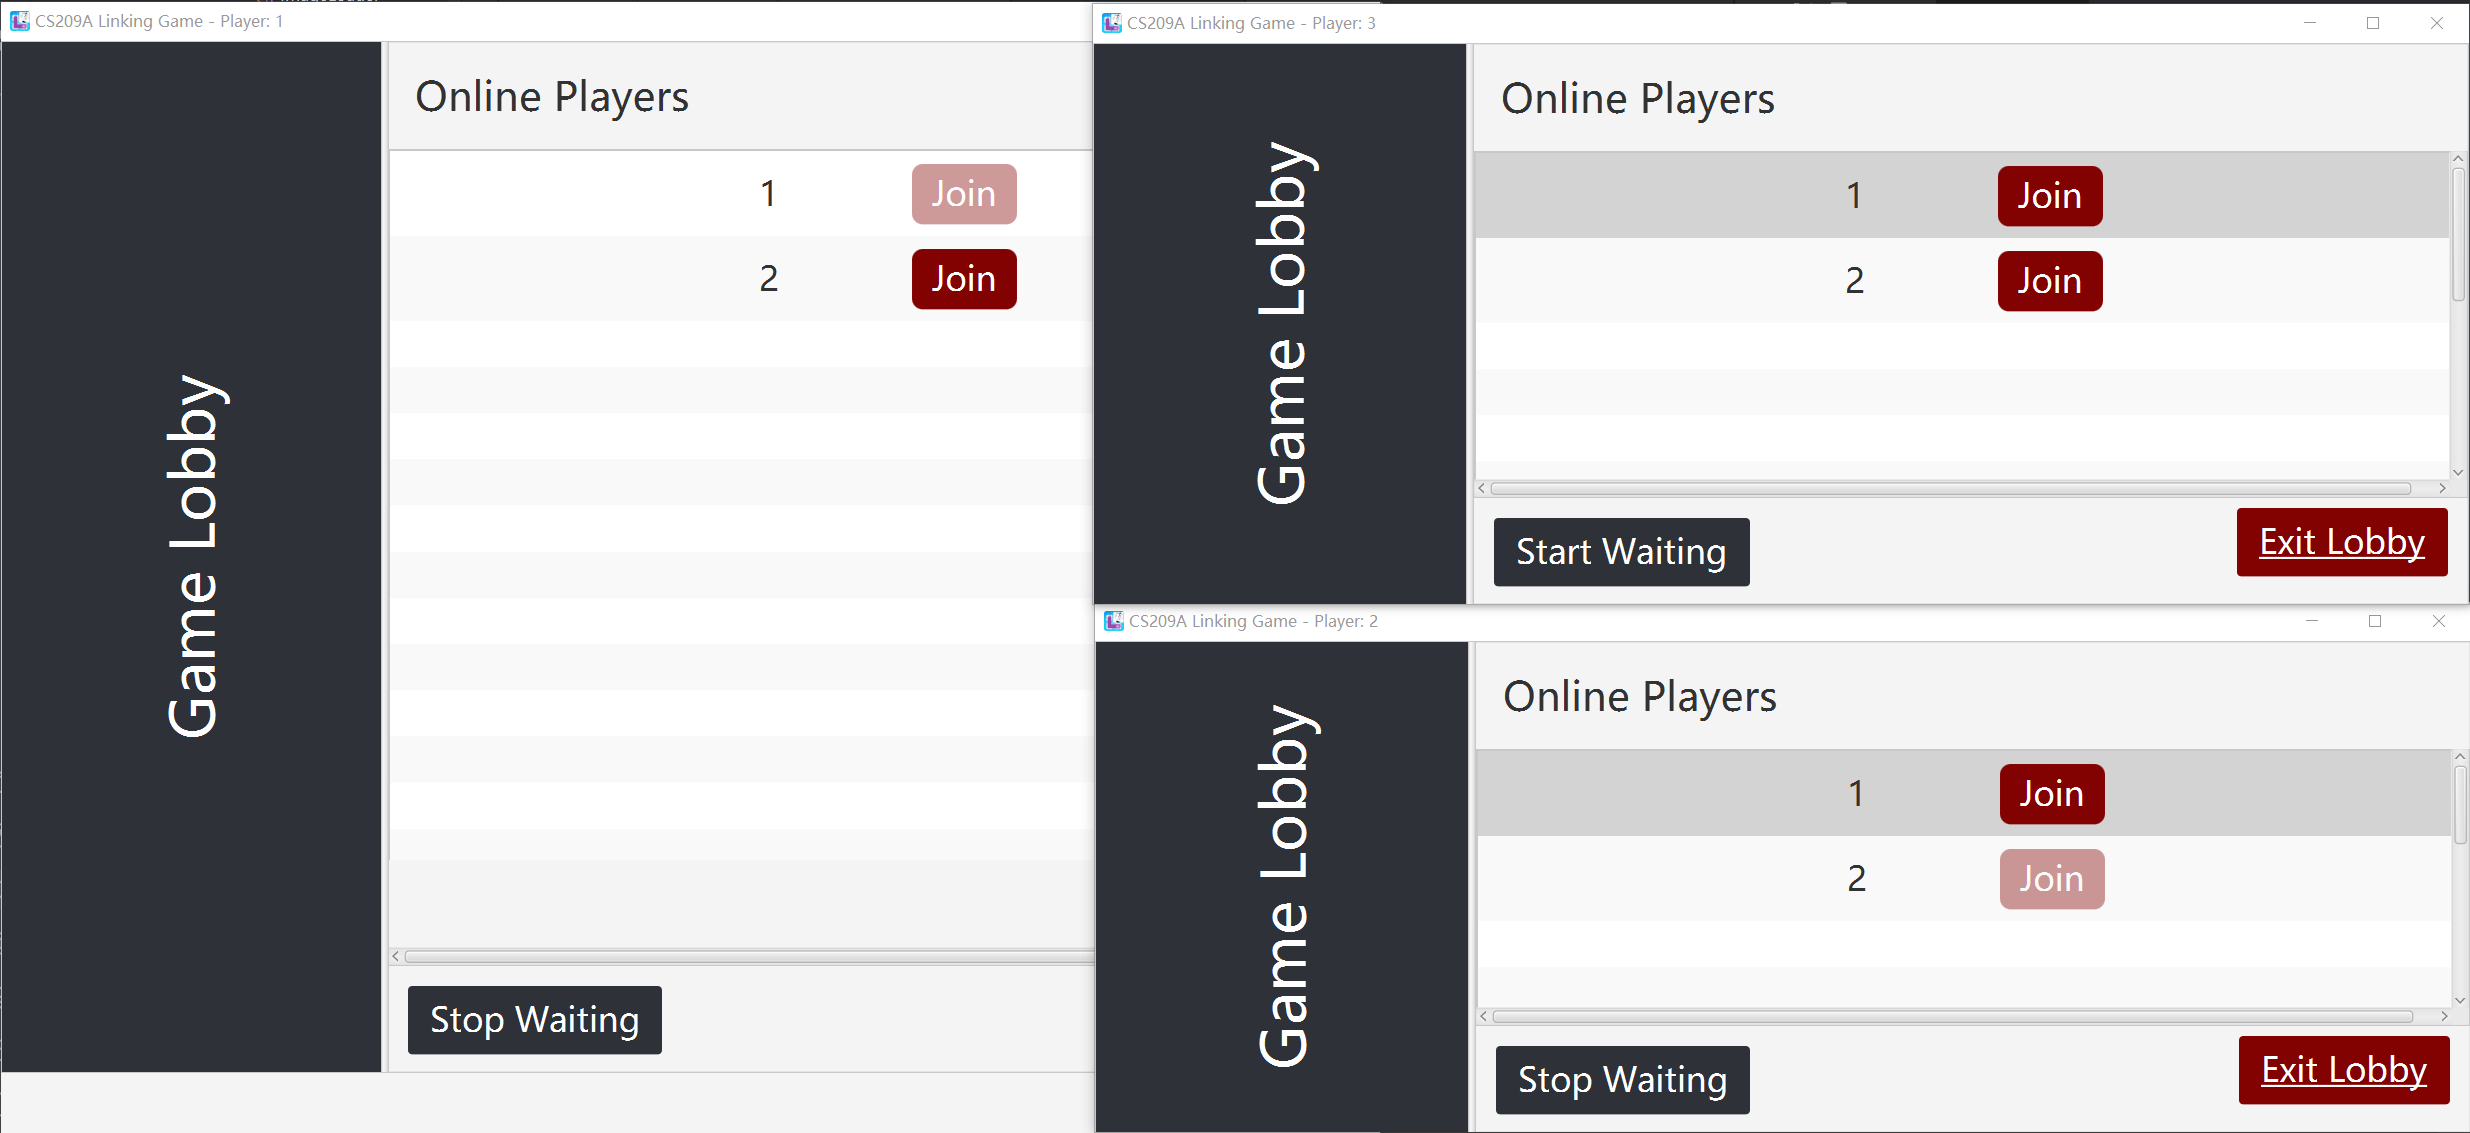 CS209A Linking Game - Player: 1
Game Lobby
Online Players
1 Join
2 Join
Stop Waiting
CS209A Linking Game - Player: 3
Game Lobby
Online Players
1 Join
2 Join
Start Waiting
Exit Lobby
CS209A Linking Game - Player: 2
Game Lobby
Online Players
1 Join
2 Join
Stop Waiting
Exit Lobby